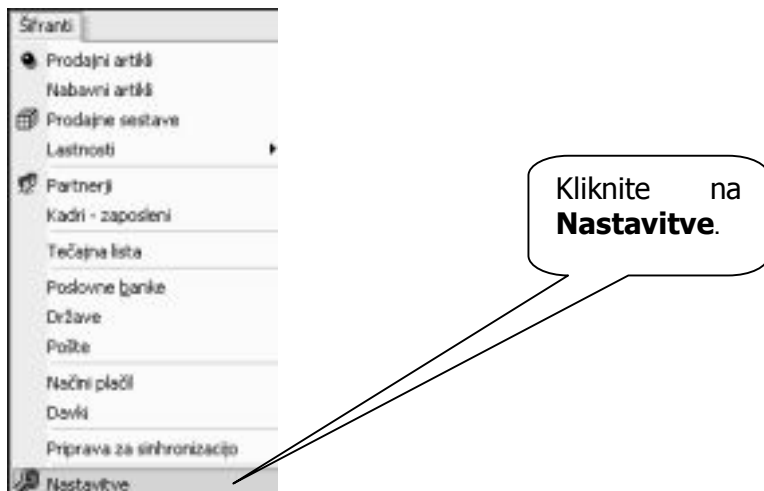 Šifranti
Prodajni artikli
Nabavni artikli
Prodajne sestave
Lastnosti
Partnerji
Kadri - zaposleni
Tečajna lista
Poslovne banke
Države
Pošte
Načini plačil
Davki
Priprava za sinhronizacijo
Nastavitve
Kliknite na
Nastavitve.